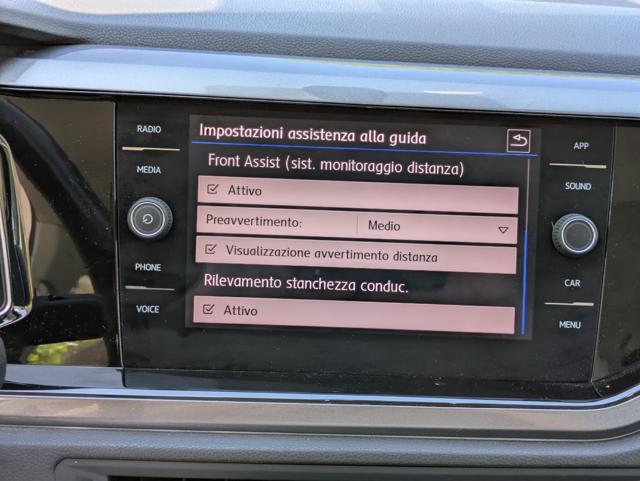 RADIO
MEDIA
PHONE
VOICE
Impostazioni assistenza alla guida
Front Assist (sist. monitoraggio distanza)
Attivo
Preavvertimento: Medio
Visualizzazione avvertimento distanza
Rilevamento stanchezza conduc.
Attivo
APP
SOUND
CAR
MENU